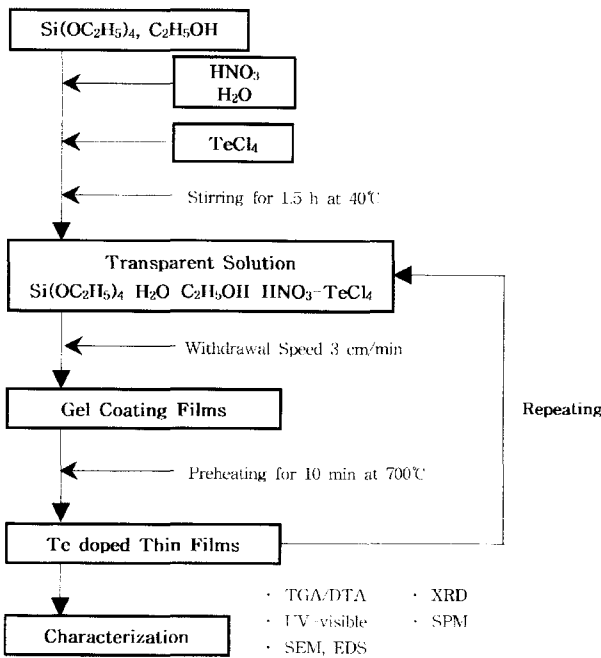 Si(OC₂H₅)₄, C₂H₅OH
HNO₃
H₂O
TeCl₄
Stirring for 1.5 h at 40℃
Transparent Solution
Si(OC₂H₅)₄ H₂O C₂H₅OH HNO₃-TeCl₄
Withdrawal Speed 3 cm/min
Gel Coating Films
Repeating
Preheating for 10 min at 700℃
Te doped Thin Films
· TGA/DTA · XRD
· UV-visible · SPM
· SEM, EDS
Characterization